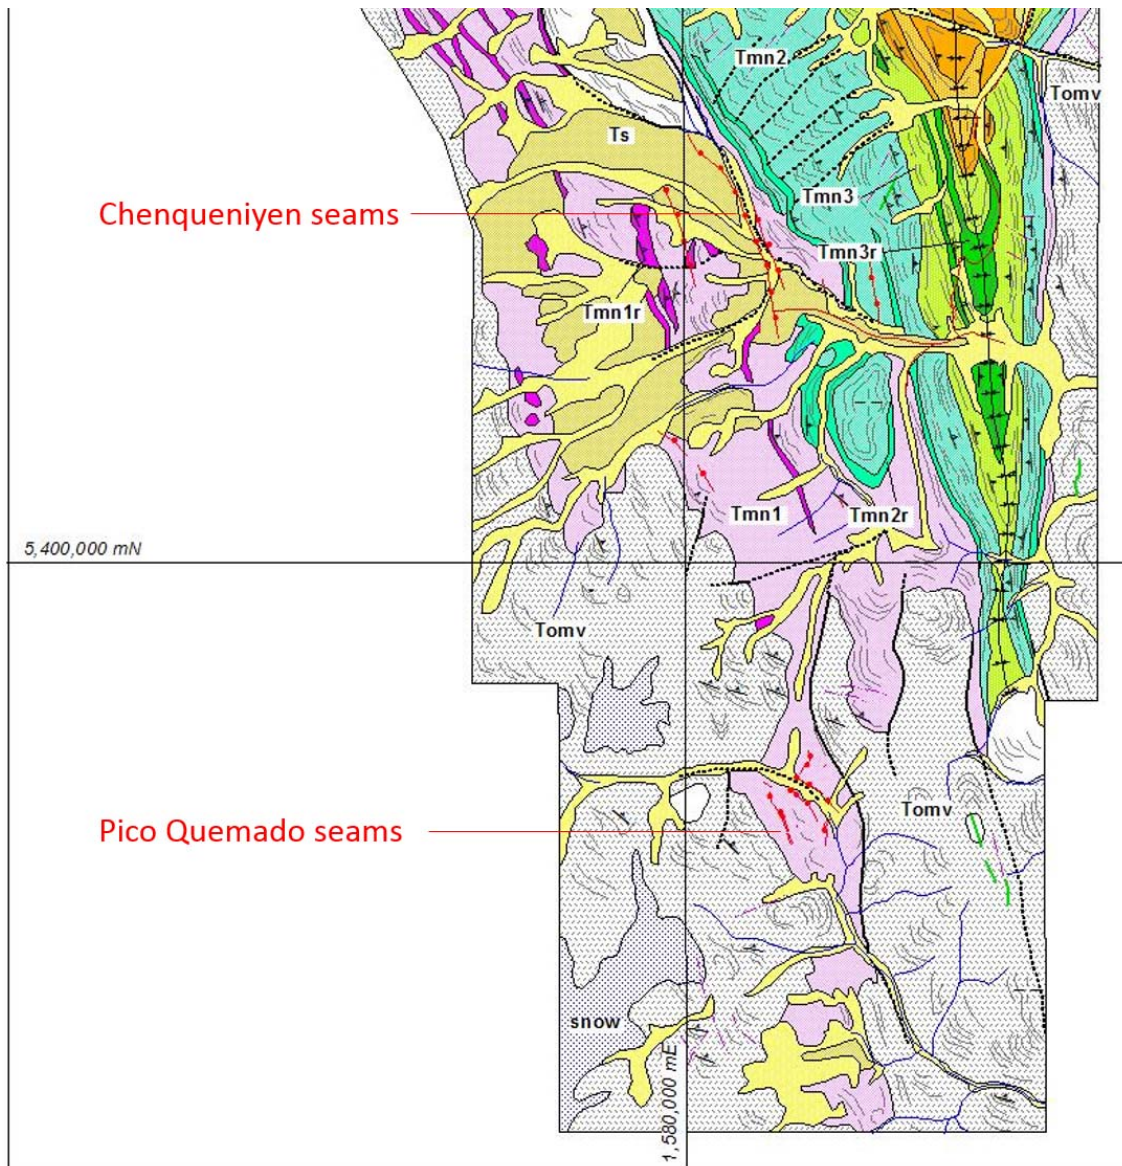 Tmn2
Tomv
Ts
Chenqueniyen seams
Tmn3
Tmn3r
Tmn1r
Tmn1
Tmn2r
5,400,000 mN
Tomv
Tomv
Pico Quemado seams
snow
1,580,000 mE